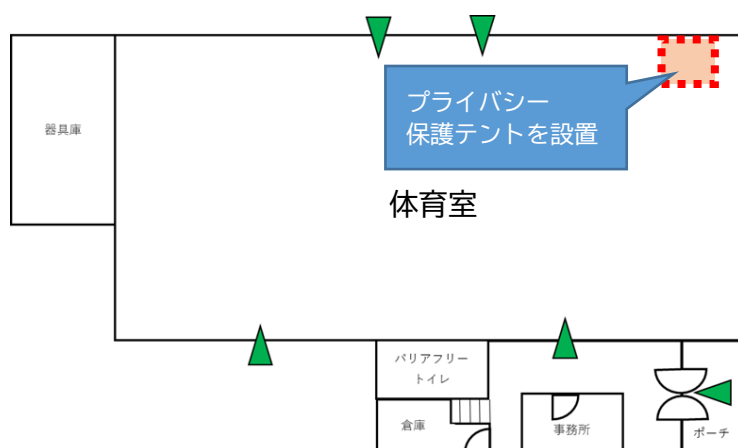 プライバシー
保護テントを設置
器具庫
体育室
バリアフリー
トイレ
倉庫
事務所
ポーチ